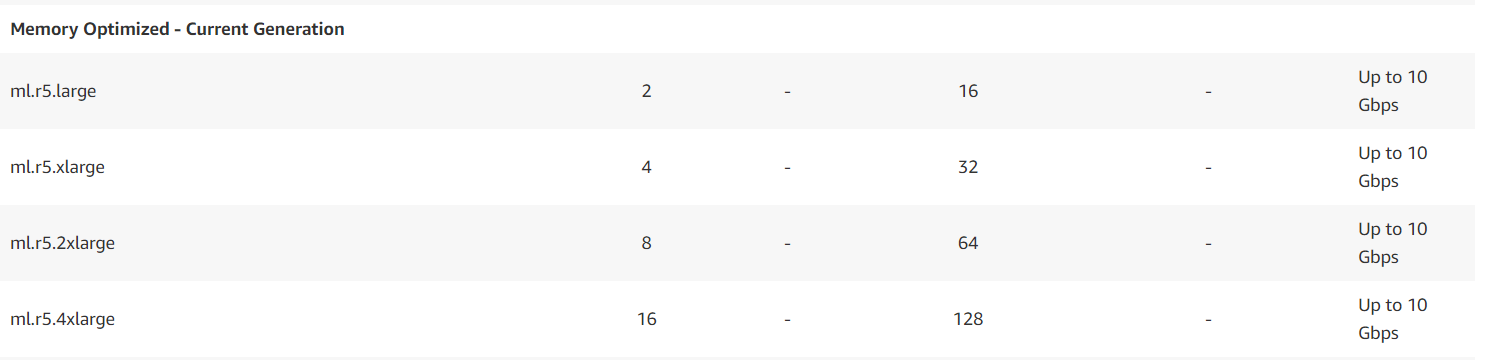 Memory Optimized - Current Generation
ml.r5.large 2 - 16 - Up to 10 Gbps
ml.r5.xlarge 4 - 32 - Up to 10 Gbps
ml.r5.2xlarge 8 - 64 - Up to 10 Gbps
ml.r5.4xlarge 16 - 128 - Up to 10 Gbps